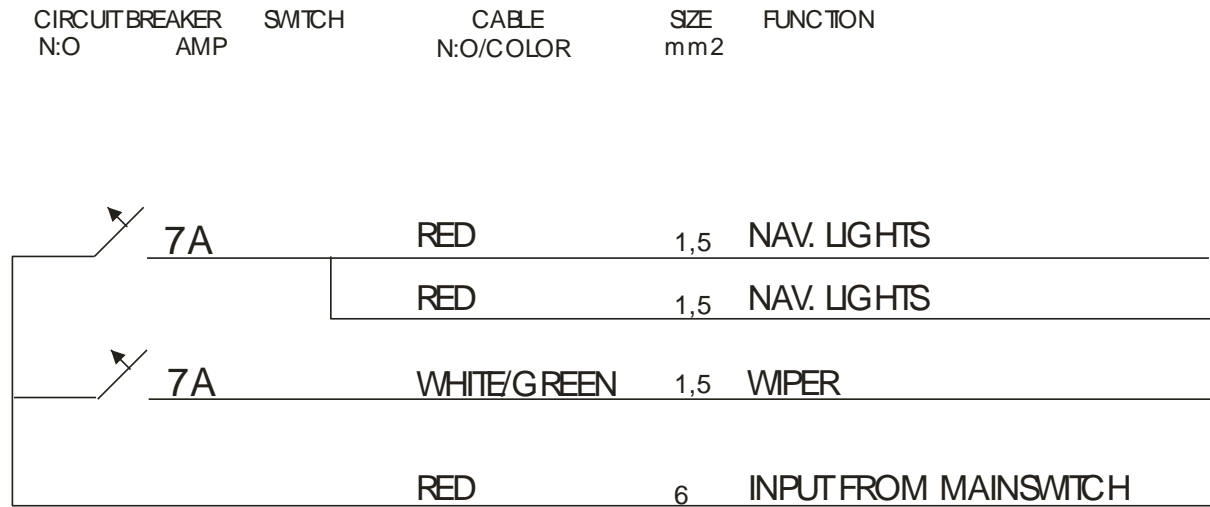 CIRCUIT BREAKER SWITCH CABLE SIZE FUNCTION
N:O AMP N:O/COLOR mm2
7A RED 1,5 NAV. LIGHTS
RED 1,5 NAV. LIGHTS
7A WHITE/GREEN 1,5 WIPER
RED 6 INPUT FROM MAINSWITCH